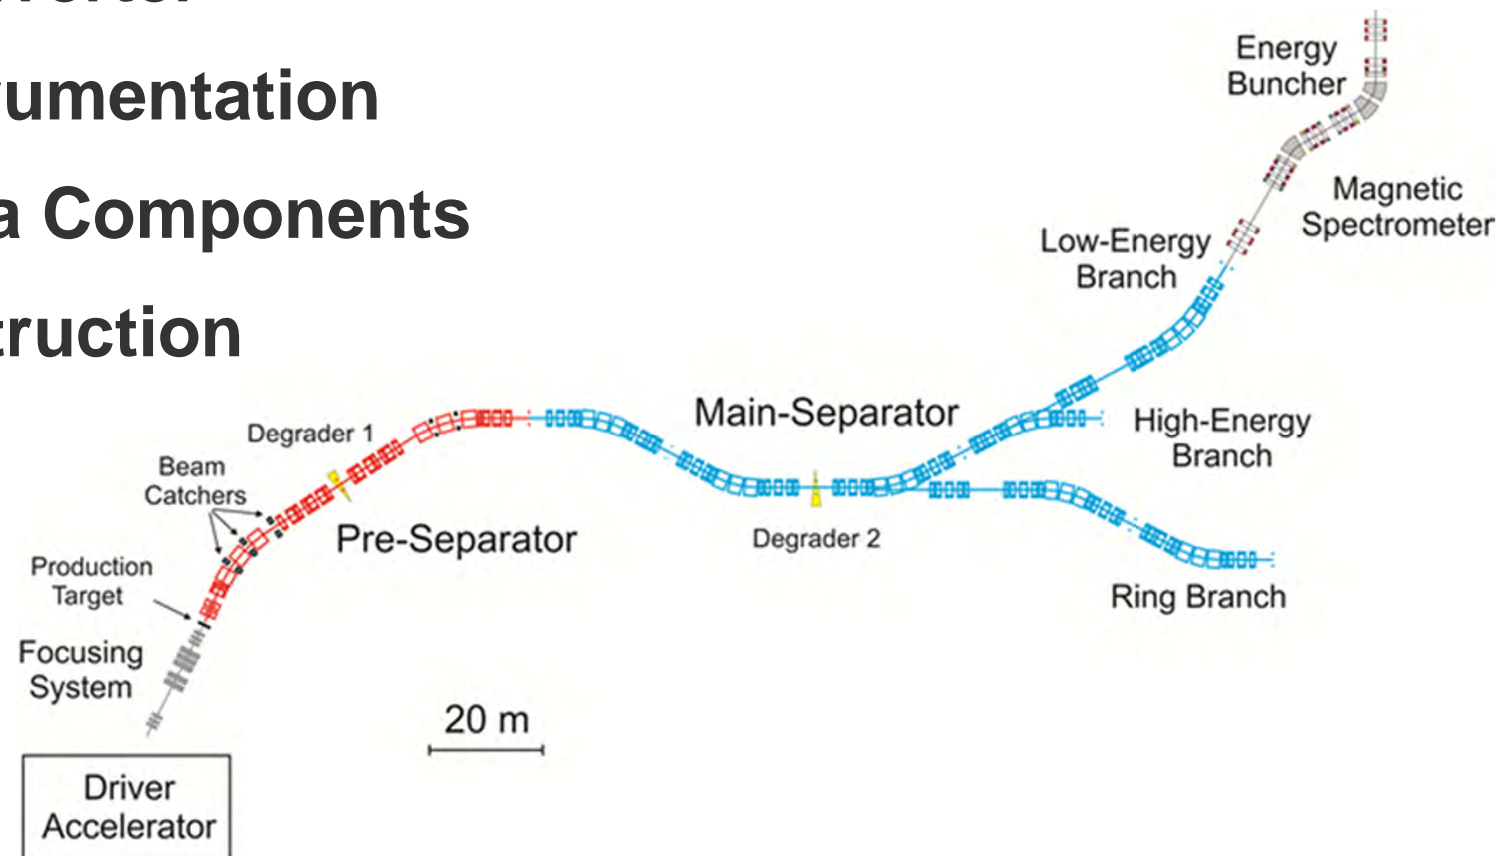 umentation
a Components
truction
Energy
Buncher
Magnetic
Spectrometer
Low-Energy
Branch
Main-Separator
High-Energy
Branch
Degrader 1
Beam
Catchers
Pre-Separator
Degrader 2
Production
Target
Ring Branch
Focusing
System
20 m
Driver
Accelerator